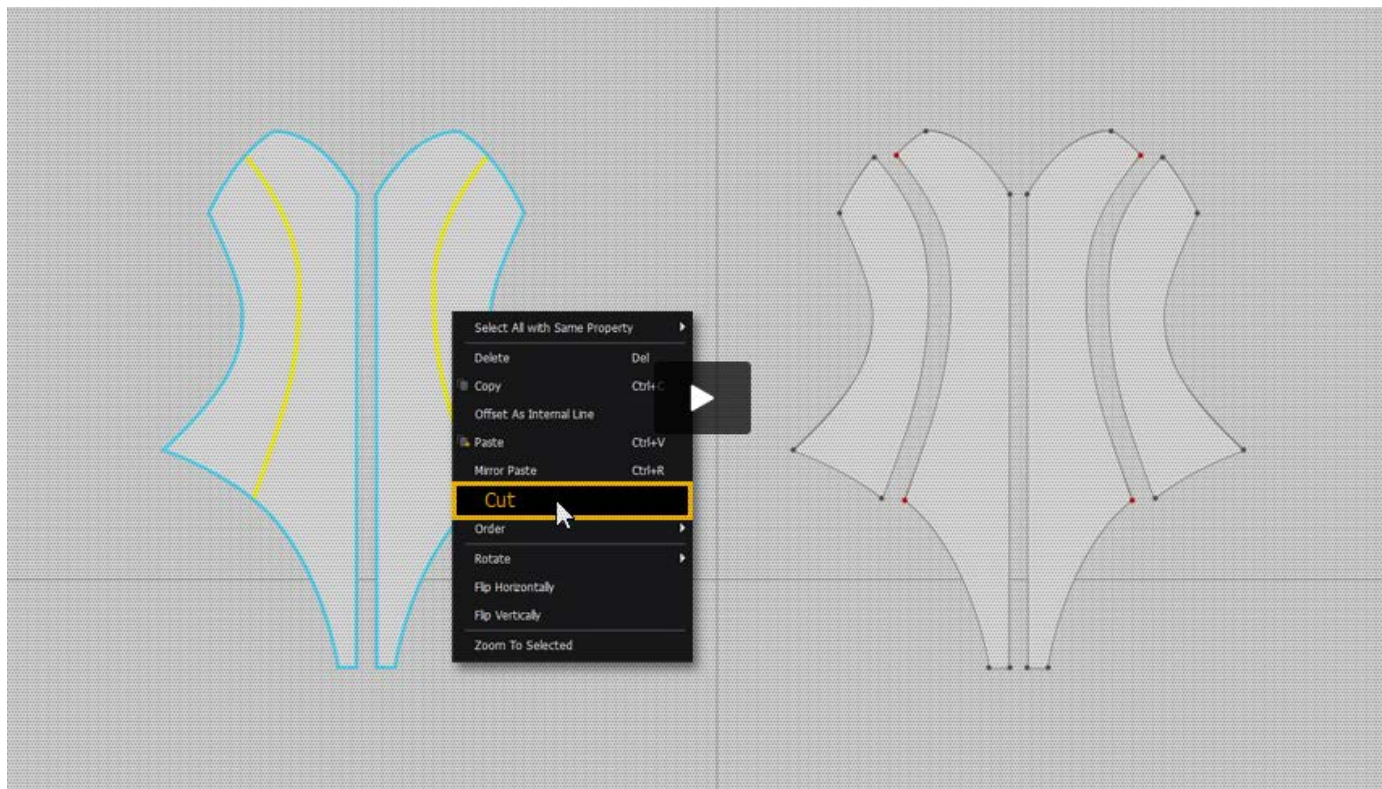 Select All with Same Property
Delete Del
Copy Ctrl+C
Offset As Internal Line
Paste Ctrl+V
Mirror Paste Ctrl+R
Cut
Order
Rotate
Flip Horizontally
Flip Vertically
Zoom To Selected